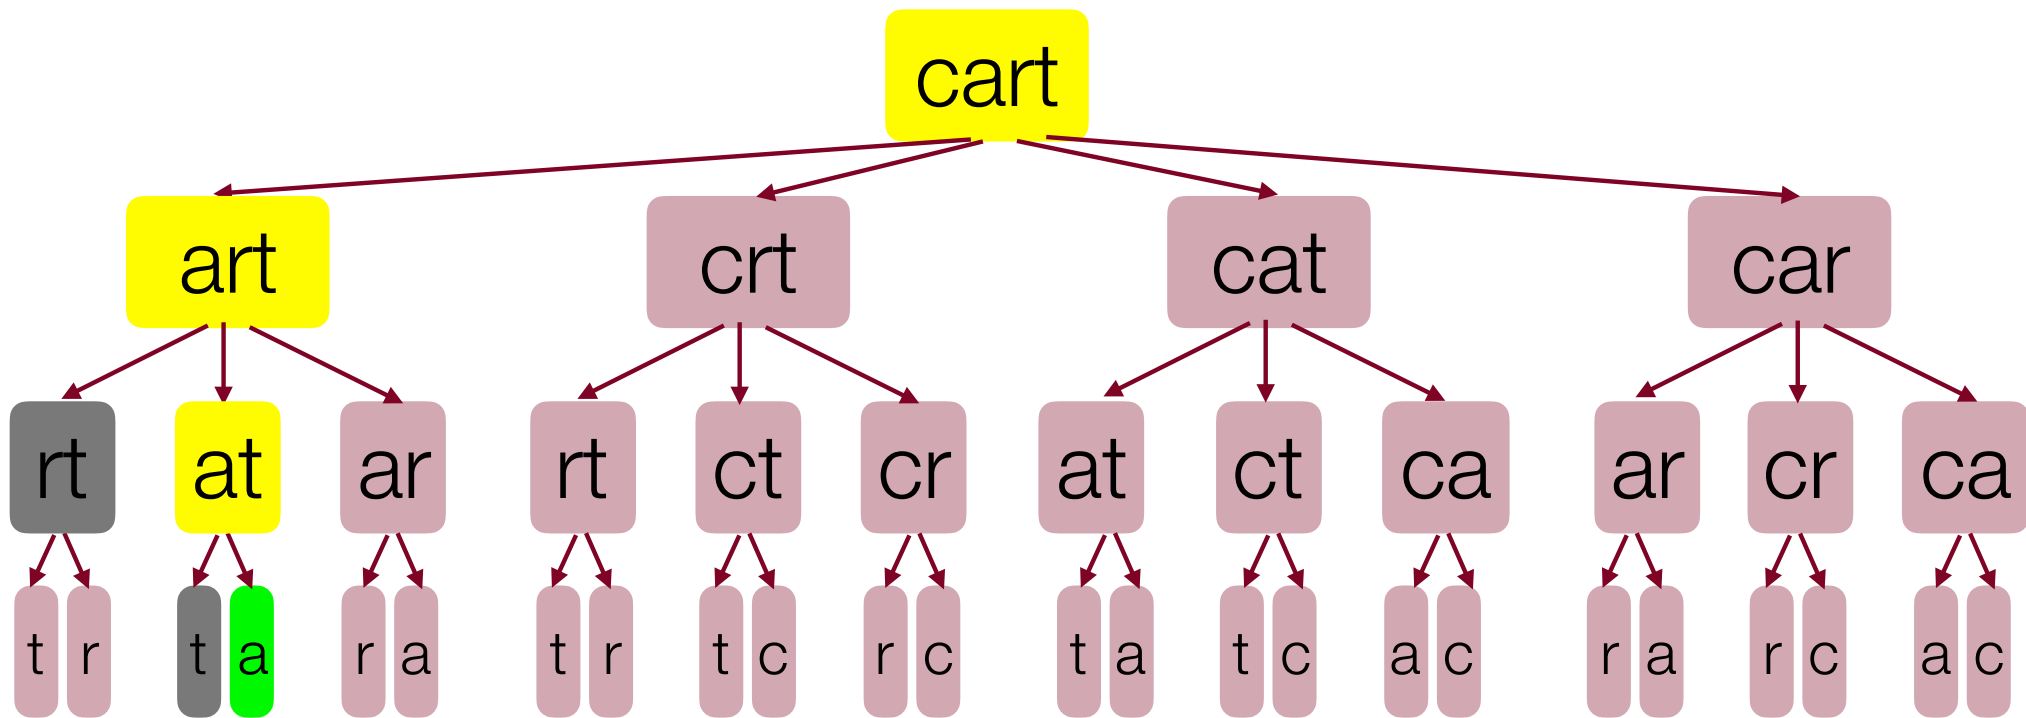 cart
art crt cat car
rt at ar rt ct cr at ct ca ar cr ca
t r t a r a t r t c r c t a t c a c r a r c a c